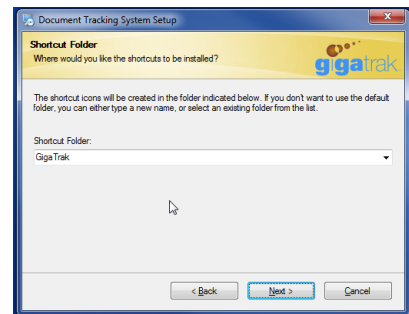 Document Tracking System Setup
Shortcut Folder
Where would you like the shortcuts to be installed?
gigatrak
The shortcut icons will be created in the folder indicated below. If you don't want to use the default
folder, you can either type a new name, or select an existing folder from the list.
Shortcut Folder:
GigaTrak
< Back
Next >
Cancel